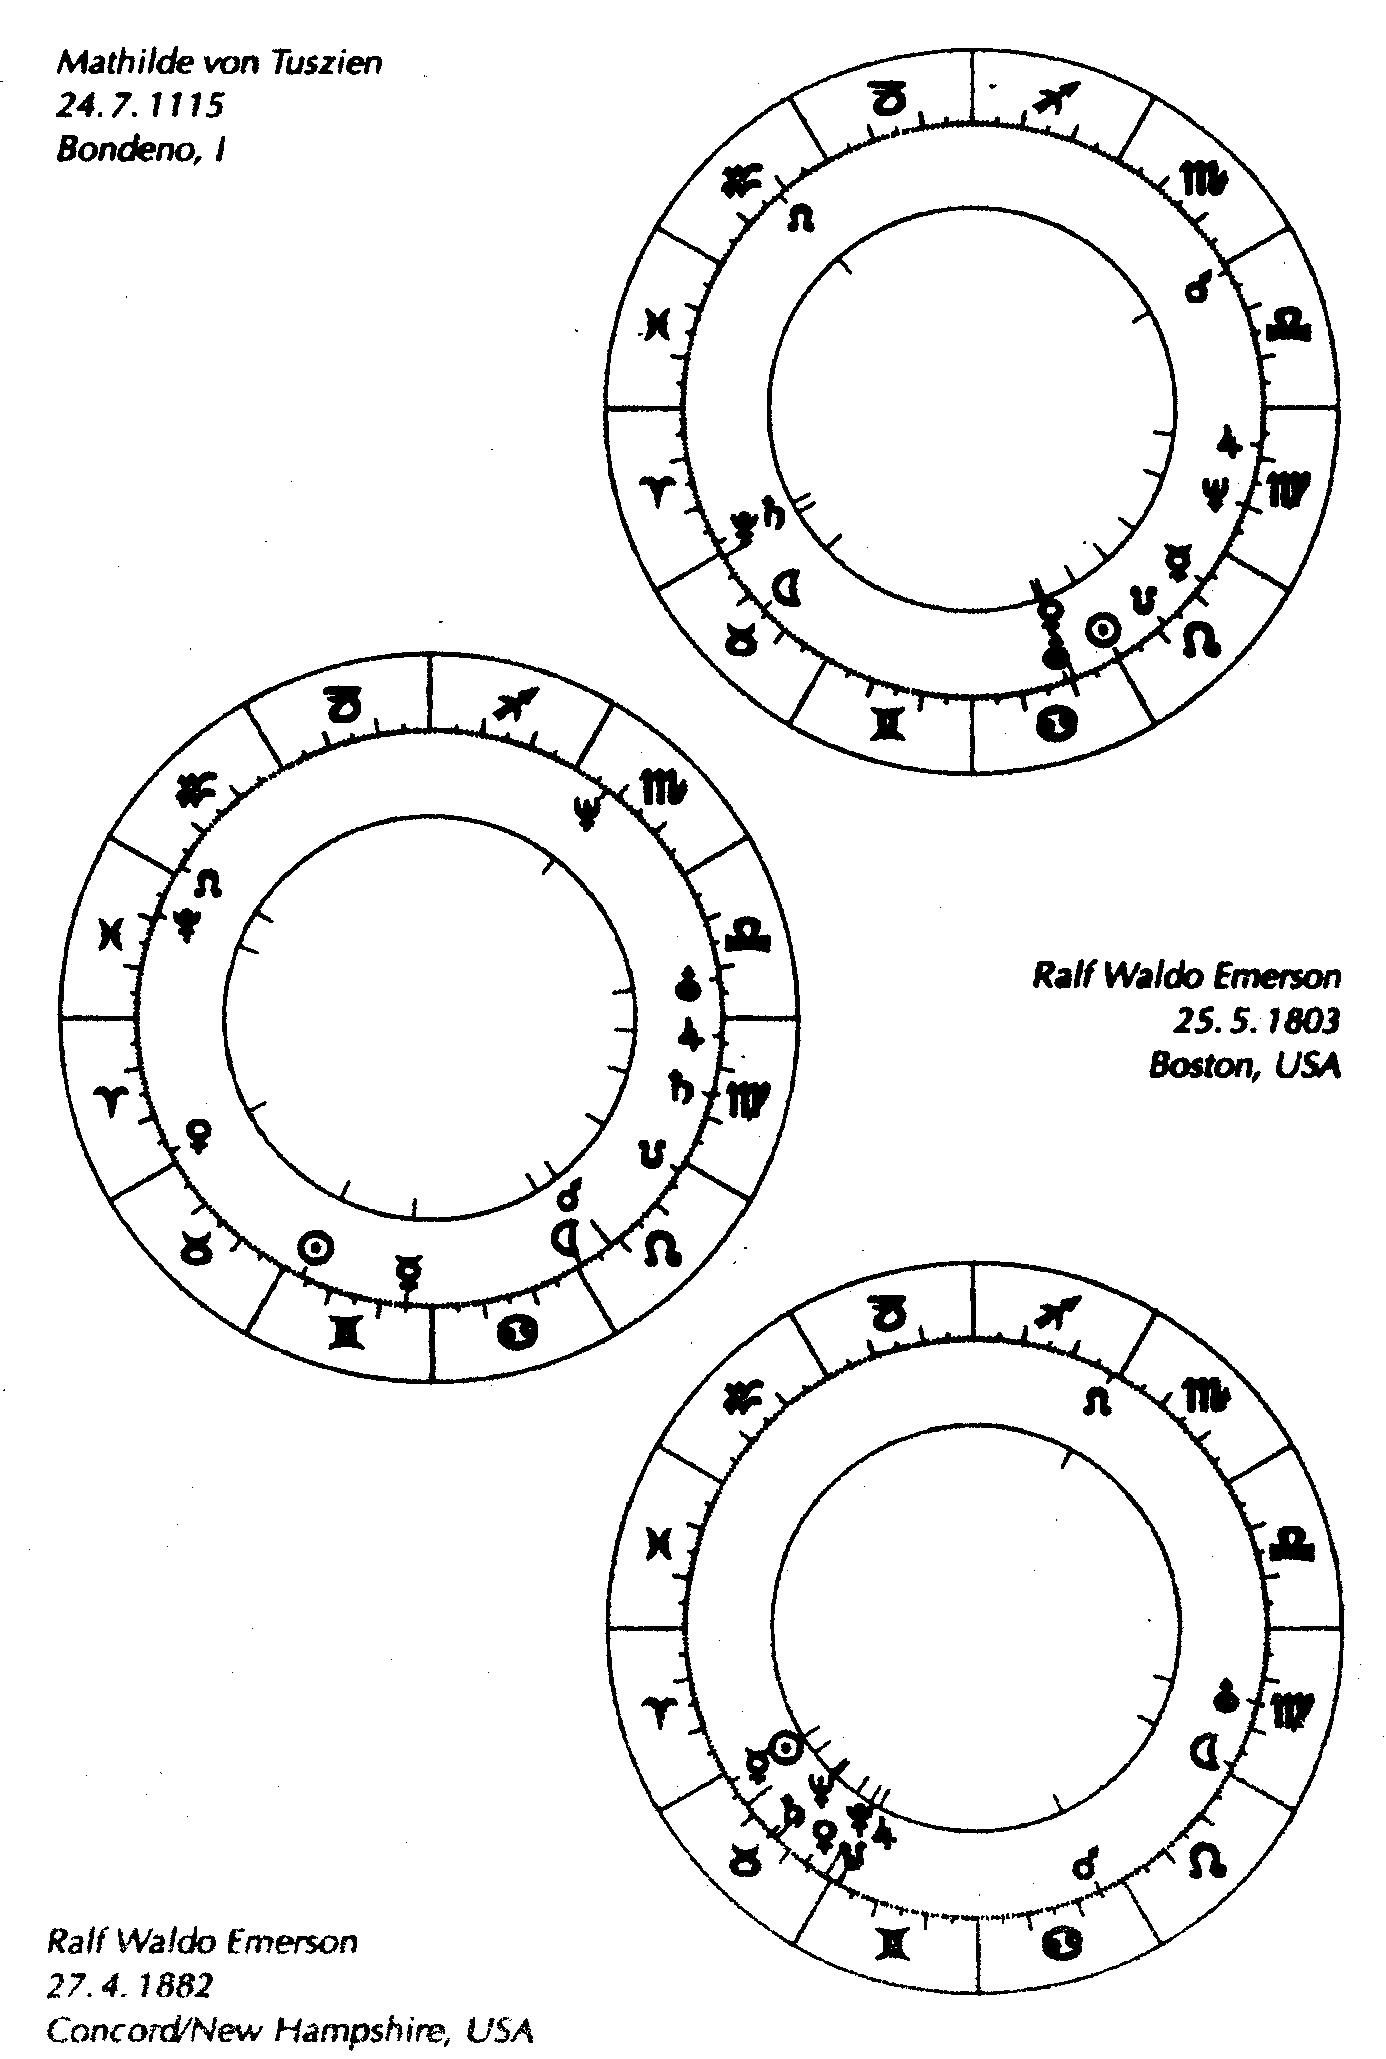 Mathilde von Tuszien
24. 7. 1115
Bondeno, I
Ralf Waldo Emerson
25. 5. 1803
Boston, USA
Ralf Waldo Emerson
27. 4. 1882
Concord/New Hampshire, USA